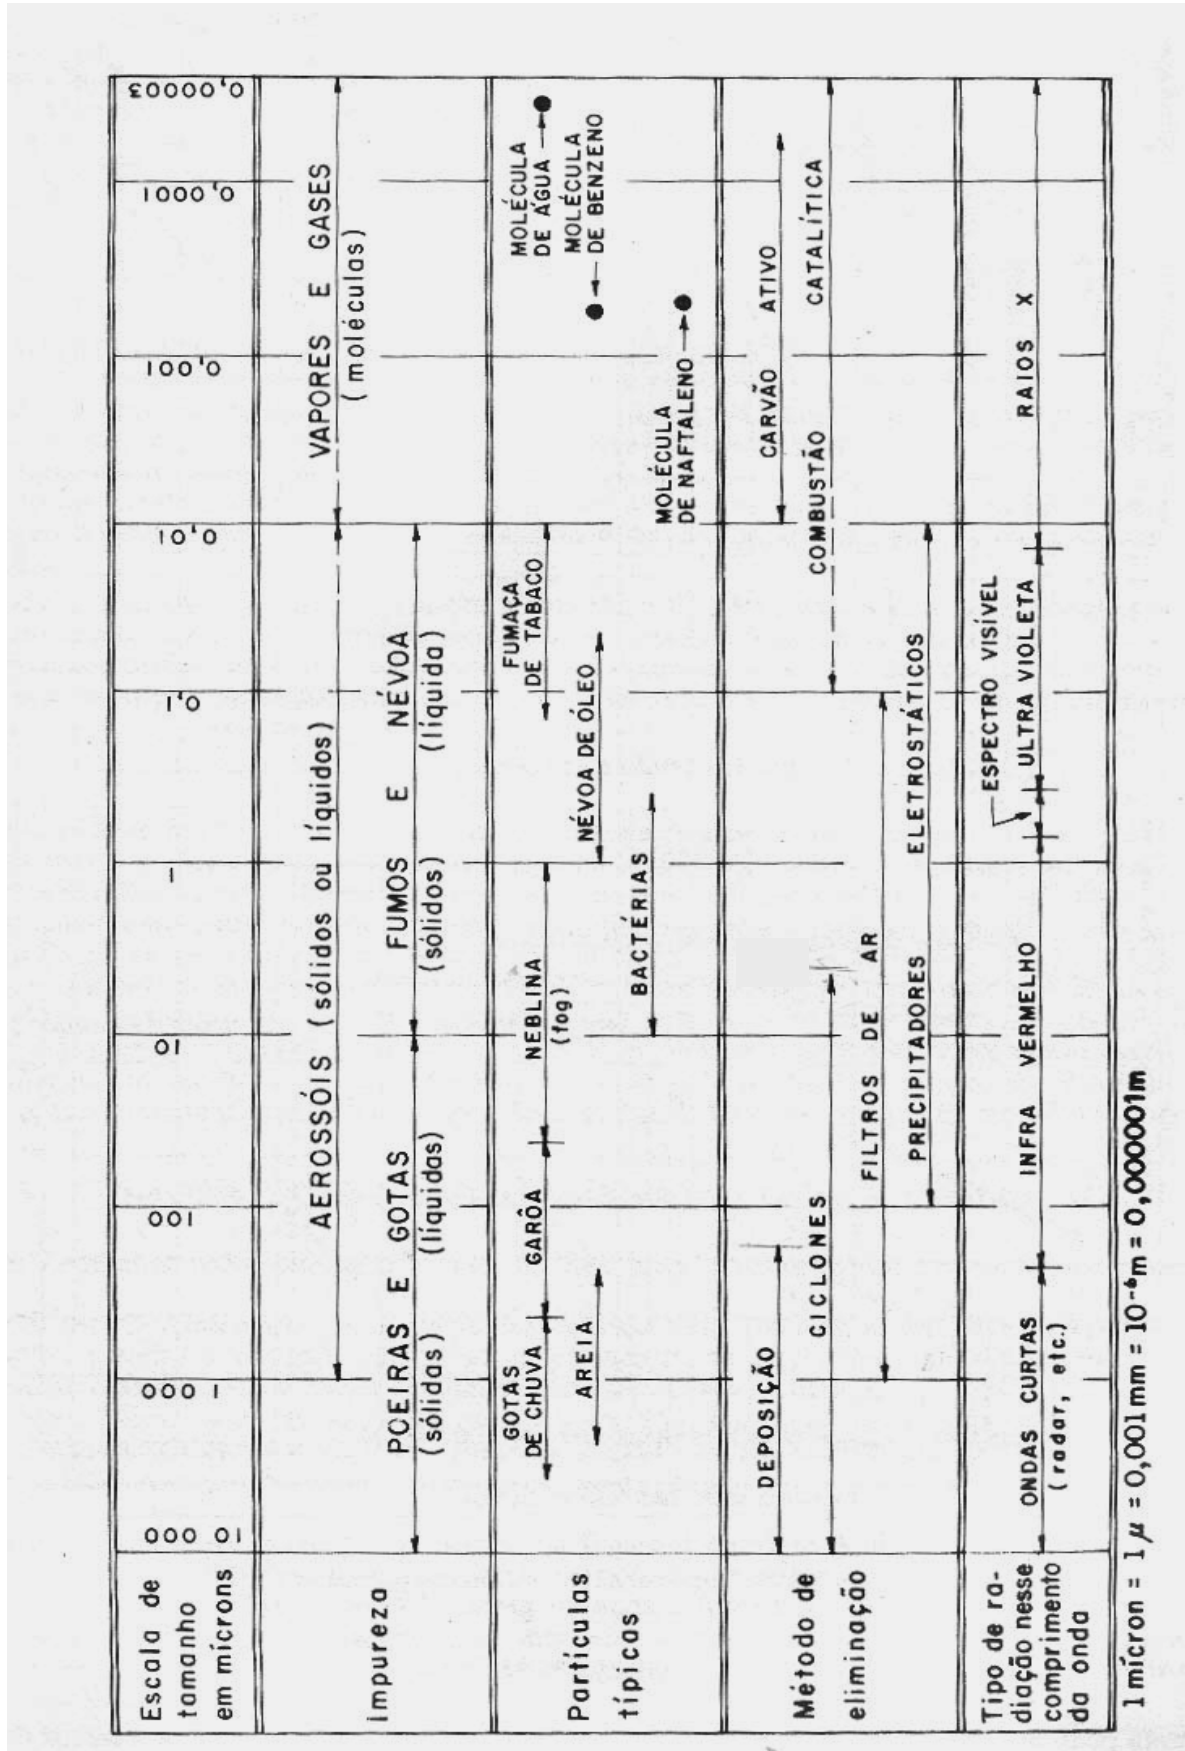 Escala de
tamanho
em mícrons
10 000
1 000
100
10
1
0,1
0,01
0,001
0,0001
0,00003
Impureza
AEROSSÓIS (sólidos ou líquidos)
VAPORES E GASES
(moléculas)
POEIRAS E GOTAS
(sólidas) (líquidas)
FUMOS E NÉVOA
(sólidos) (líquida)
Partículas
típicas
GOTAS
DE CHUVA
GARÔA
NEBLINA
(fog)
FUMAÇA
DE TABACO
MOLÉCULA
DE ÁGUA
AREIA
NÉVOA DE ÓLEO
MOLÉCULA
DE BENZENO
BACTÉRIAS
MOLÉCULA
DE NAFTALENO
Método de
eliminação
DEPOSIÇÃO
CARVÃO ATIVO
CICLONES
COMBUSTÃO CATALÍTICA
FILTROS DE AR
PRECIPITADORES ELETROSTÁTICOS
Tipo de ra-
diação nesse
comprimento
da onda
ONDAS CURTAS
(radar, etc.)
INFRA VERMELHO
ESPECTRO VISÍVEL
ULTRA VIOLETA
RAIOS X
1 mícron = 1 μ = 0,001 mm = 10⁻⁶m = 0,000001m